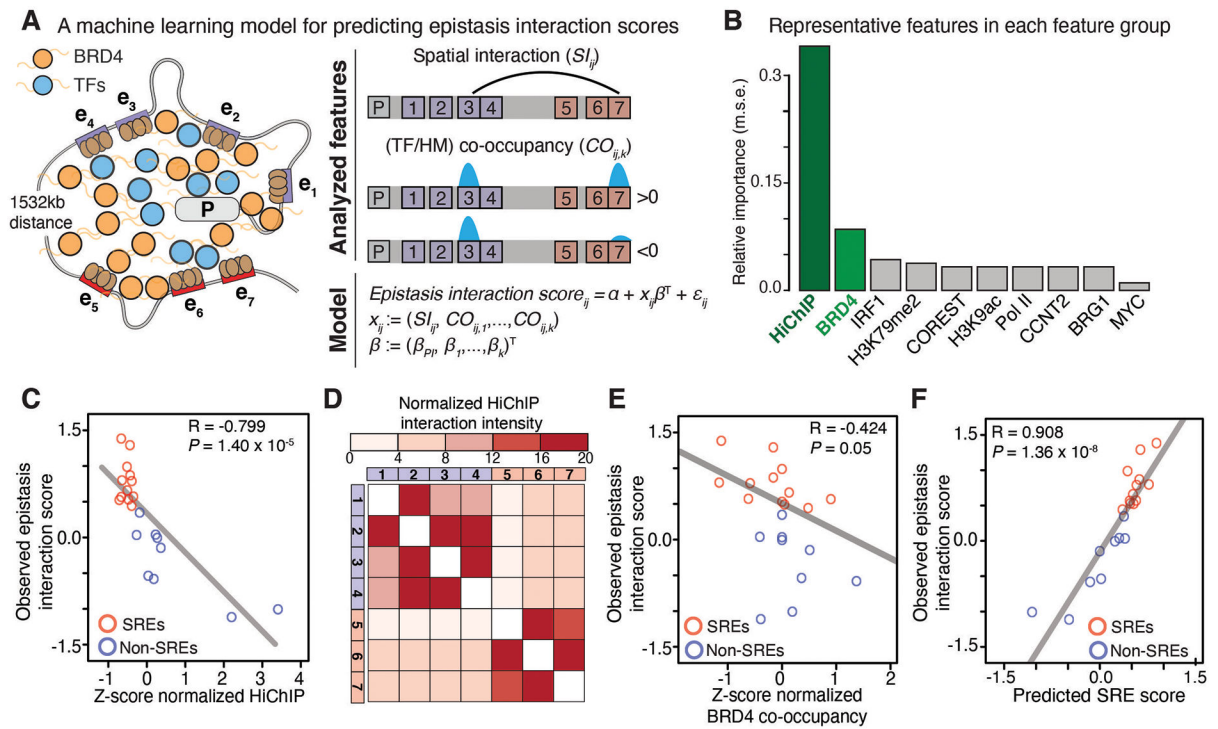 A A machine learning model for predicting epistasis interaction scores
BRD4
TFs
e4
e3
e2
e1
1532kb
distance
P
e5
e6
e7
Analyzed features
Spatial interaction (SIij)
P 1 2 3 4 5 6 7
(TF/HM) co-occupancy (COij,k)
P 1 2 3 4 5 6 7 >0
P 1 2 3 4 5 6 7 <0
Model
Epistasis interaction scoreij = α + xijβT + εij
xij := (SIij, COij,1,...,COij,k)
β := (βPI, β1,...,βk)T
B Representative features in each feature group
Relative importance (m.s.e.)
0.3
0.15
0.0
HiChIP
BRD4
IRF1
H3K79me2
COREST
H3K9ac
Pol II
CCNT2
BRG1
MYC
C
R = -0.799
P = 1.40 x 10-5
Observed epistasis
interaction score
1.5
0.0
-1.5
SREs
Non-SREs
-1 0 1 2 3 4
Z-score normalized HiChIP
D
Normalized HiChIP
interaction intensity
0 4 8 12 16 20
1 2 3 4 5 6 7
1
2
3
4
5
6
7
E
R = -0.424
P = 0.05
Observed epistasis
interaction score
1.5
0.0
-1.5
SREs
Non-SREs
-2 -1 0 1 2
Z-score normalized
BRD4 co-occupancy
F
R = 0.908
P = 1.36 x 10-8
Observed epistasis
interaction score
1.5
0.0
-1.5
SREs
Non-SREs
-1.5 0.0 1.5
Predicted SRE score